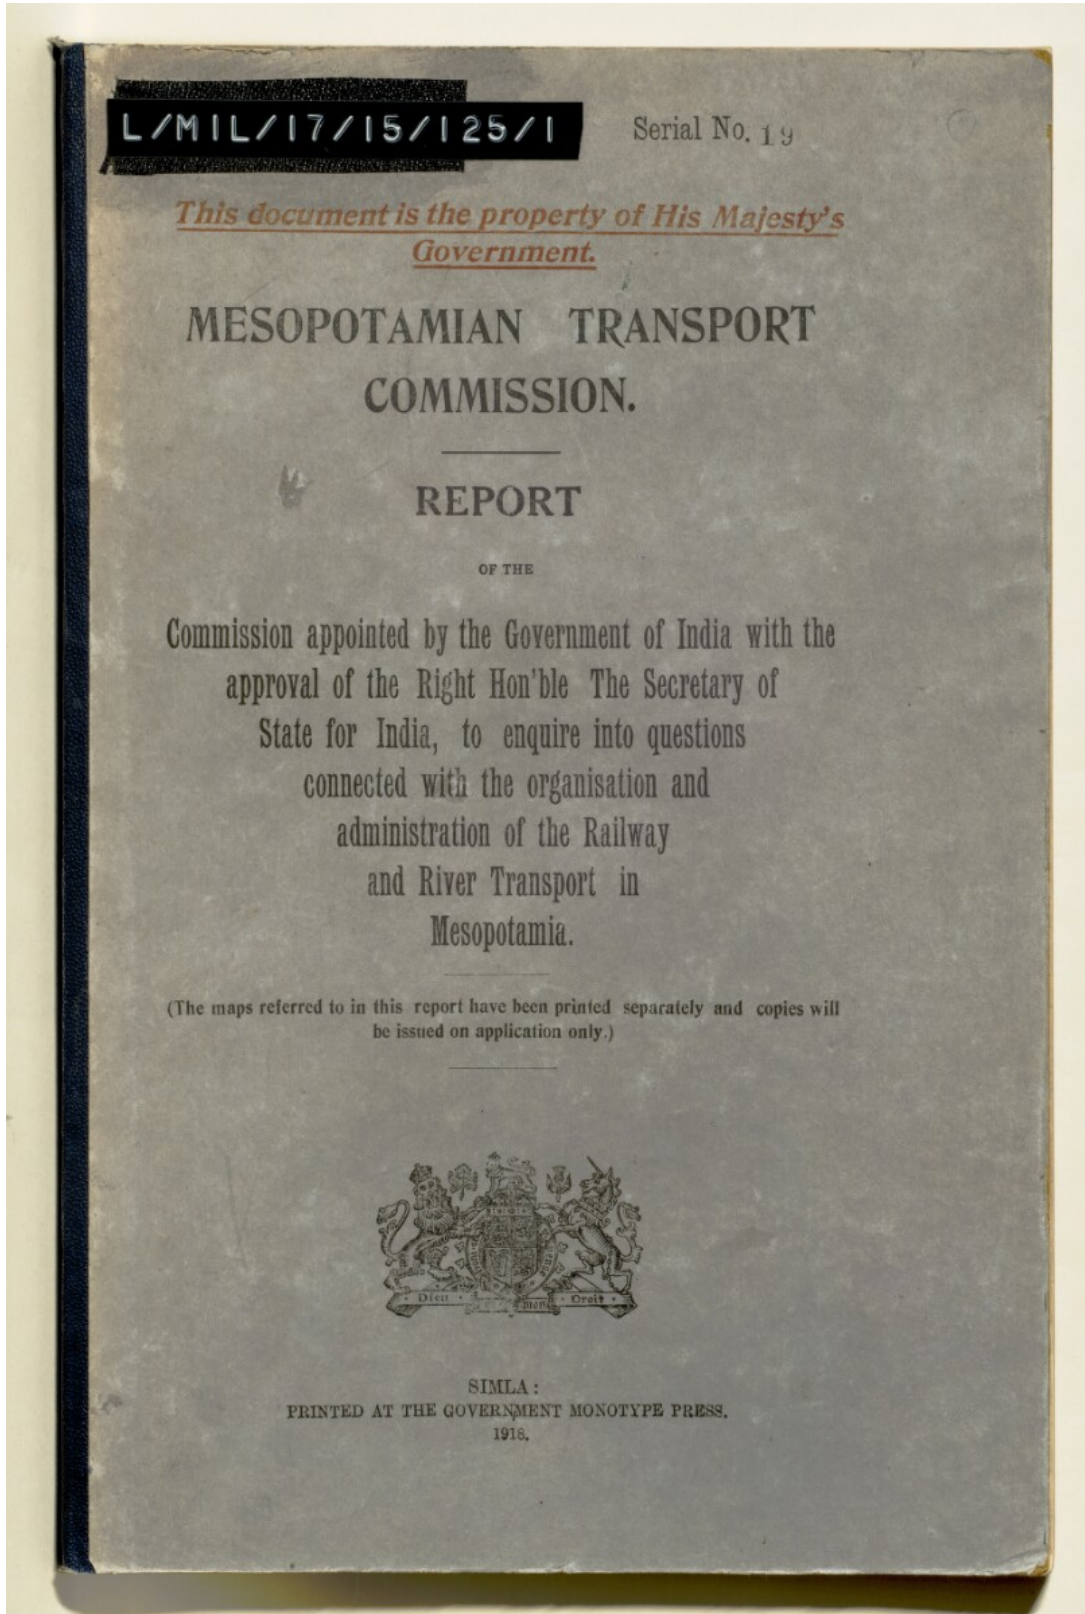 L/MIL/17/15/125/1
Serial No. 19
This document is the property of His Majesty's
Government.
MESOPOTAMIAN TRANSPORT
COMMISSION.
REPORT
OF THE
Commission appointed by the Government of India with the
approval of the Right Hon'ble The Secretary of
State for India, to enquire into questions
connected with the organisation and
administration of the Railway
and River Transport in
Mesopotamia.
(The maps referred to in this report have been printed separately and copies will
be issued on application only.)
Dieu et mon Droit
SIMLA:
PRINTED AT THE GOVERNMENT MONOTYPE PRESS.
1918.